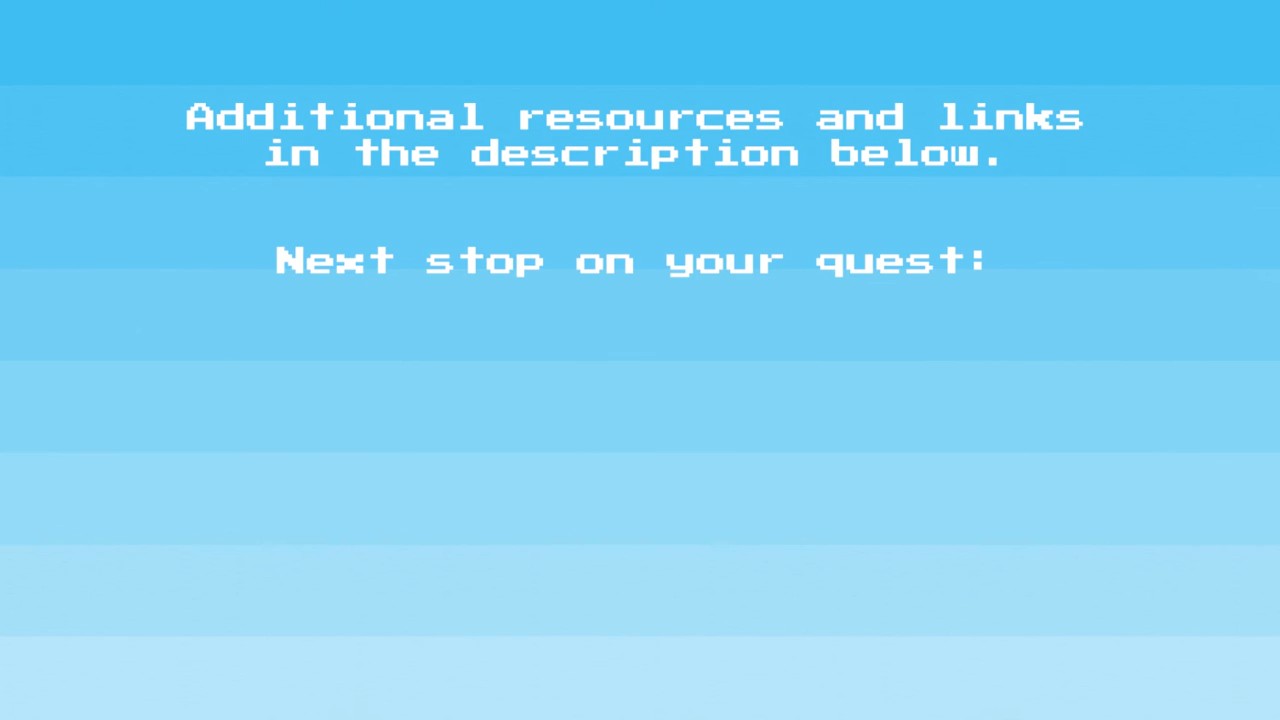 Additional resources and links
in the description below.
Next stop on your quest: